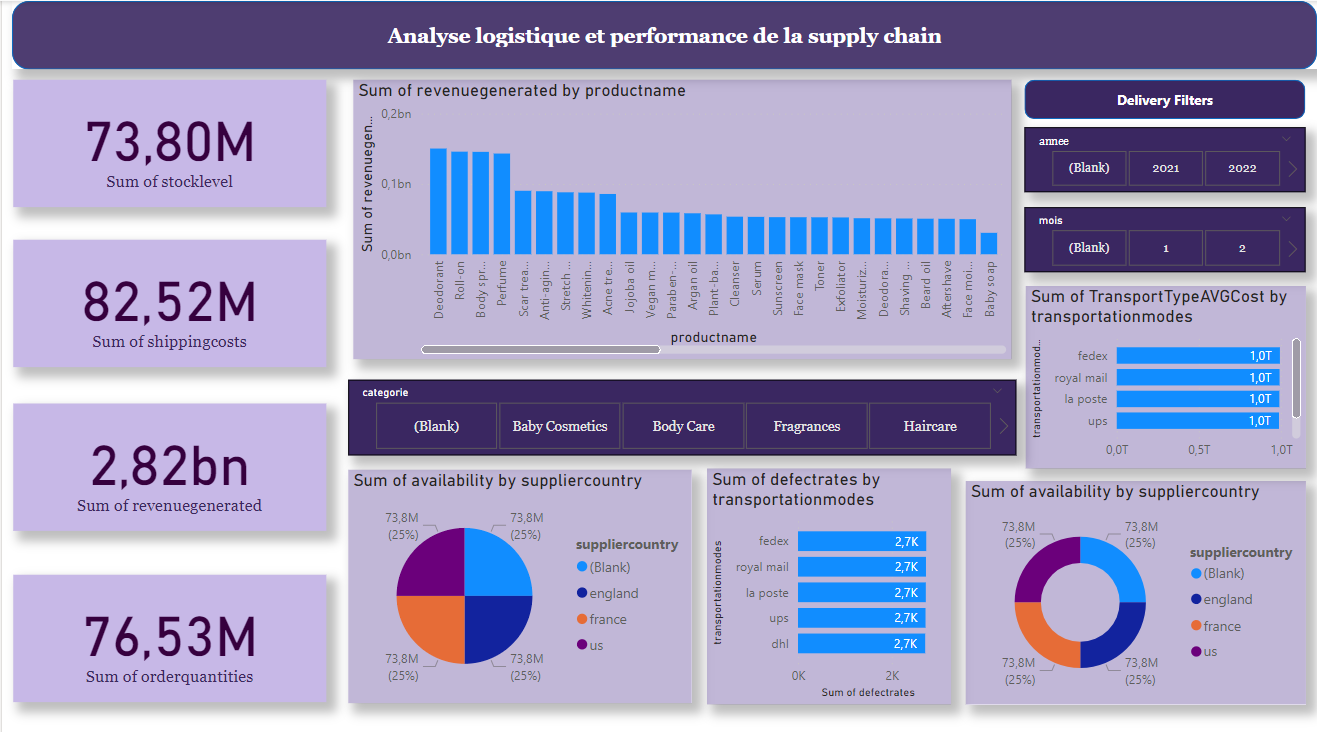 Analyse logistique et performance de la supply chain
73,80M
Sum of stocklevel
82,52M
Sum of shippingcosts
2,82bn
Sum of revenuegenerated
76,53M
Sum of orderquantities
Sum of revenuegenerated by productname
Sum of revenuegen...
0,2bn
0,1bn
0,0bn
Deodorant
Roll-on
Body spr...
Perfume
Scar trea...
Anti-agin...
Stretch ...
Whitenin...
Acne tre...
Jojoba oil
Vegan m...
Paraben-...
Argan oil
Plant-ba...
Cleanser
Serum
Sunscreen
Face mask
Toner
Exfoliator
Moisturiz...
Deodora...
Shaving ...
Beard oil
Aftershave
Face moi...
Baby soap
productname
Delivery Filters
annee
(Blank)
2021
2022
mois
(Blank)
1
2
Sum of TransportTypeAVGCost by
transportationmodes
transportationmod...
fedex
1,0T
royal mail
1,0T
la poste
1,0T
ups
1,0T
0,0T
0,5T
1,0T
categorie
(Blank)
Baby Cosmetics
Body Care
Fragrances
Haircare
Sum of availability by suppliercountry
73,8M
(25%)
73,8M
(25%)
73,8M
(25%)
73,8M
(25%)
suppliercountry
(Blank)
england
france
us
Sum of defectrates by
transportationmodes
transportationmodes
fedex
2,7K
royal mail
2,7K
la poste
2,7K
ups
2,7K
dhl
2,7K
0K
2K
Sum of defectrates
Sum of availability by suppliercountry
73,8M
(25%)
73,8M
(25%)
73,8M
(25%)
73,8M
(25%)
suppliercountry
(Blank)
england
france
us